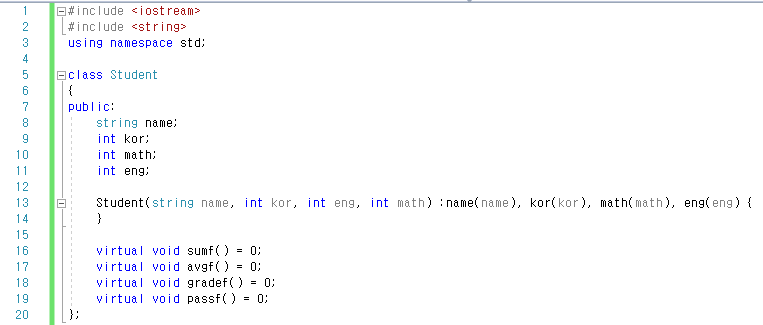 1 #include <iostream>
2 #include <string>
3 using namespace std;
4
5 class Student
6 {
7 public:
8 string name;
9 int kor;
10 int math;
11 int eng;
12
13 Student(string name, int kor, int eng, int math) :name(name), kor(kor), math(math), eng(eng) {
14 }
15
16 virtual void sumf() = 0;
17 virtual void avgf() = 0;
18 virtual void gradef() = 0;
19 virtual void passf() = 0;
20 };